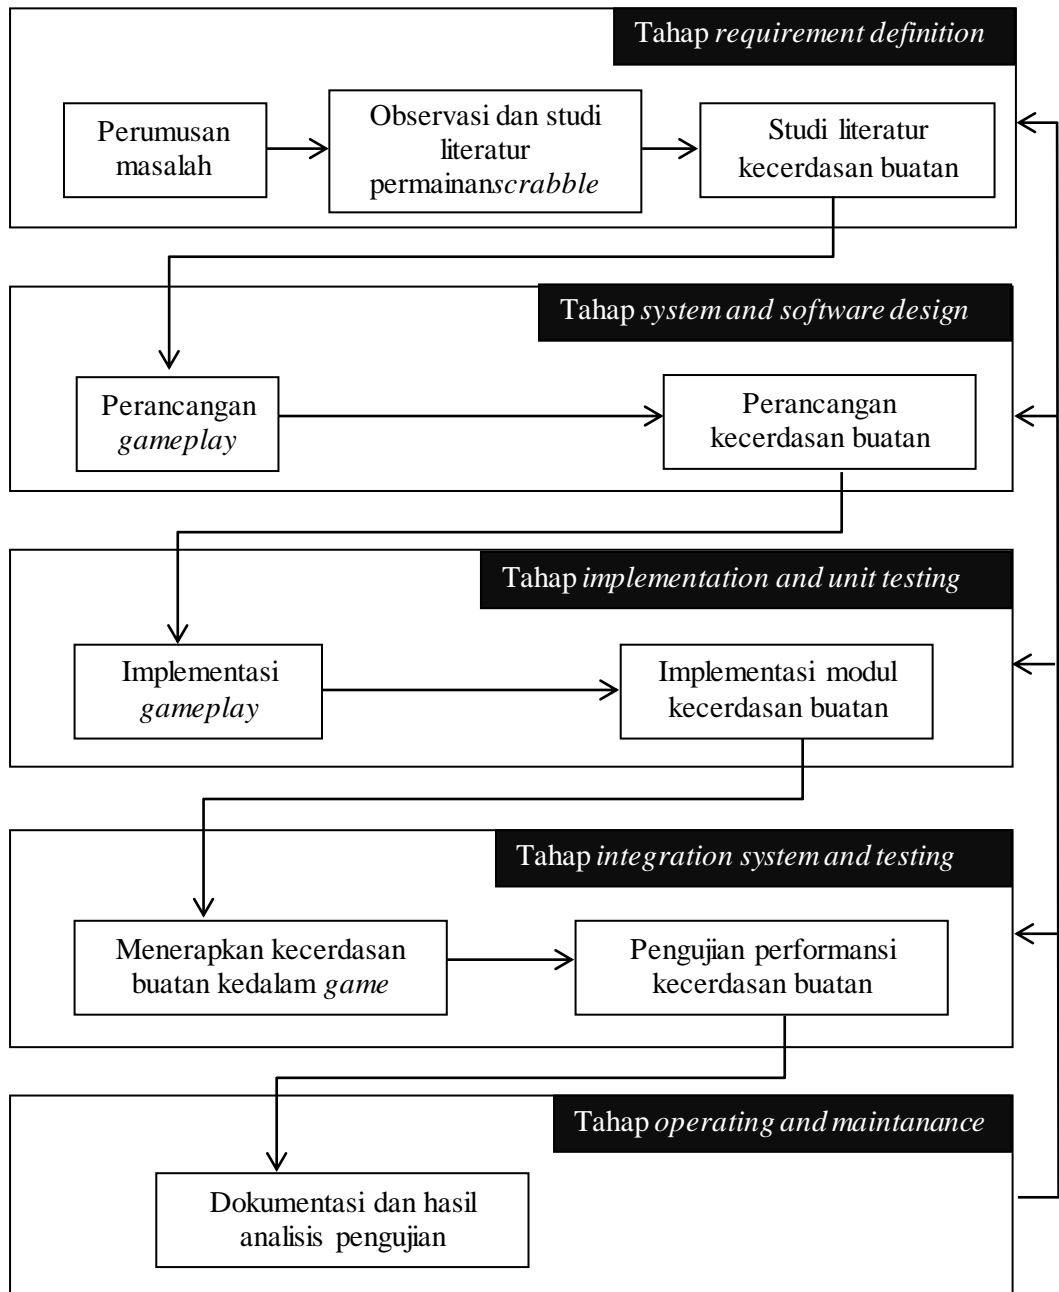 Tahap requirement definition
Perumusan
masalah
Observasi dan studi
literatur
permainanscrabble
Studi literatur
kecerdasan buatan
Tahap system and software design
Perancangan
gameplay
Perancangan
kecerdasan buatan
Tahap implementation and unit testing
Implementasi
gameplay
Implementasi modul
kecerdasan buatan
Tahap integration system and testing
Menerapkan kecerdasan
buatan kedalam game
Pengujian performansi
kecerdasan buatan
Tahap operating and maintanance
Dokumentasi dan hasil
analisis pengujian